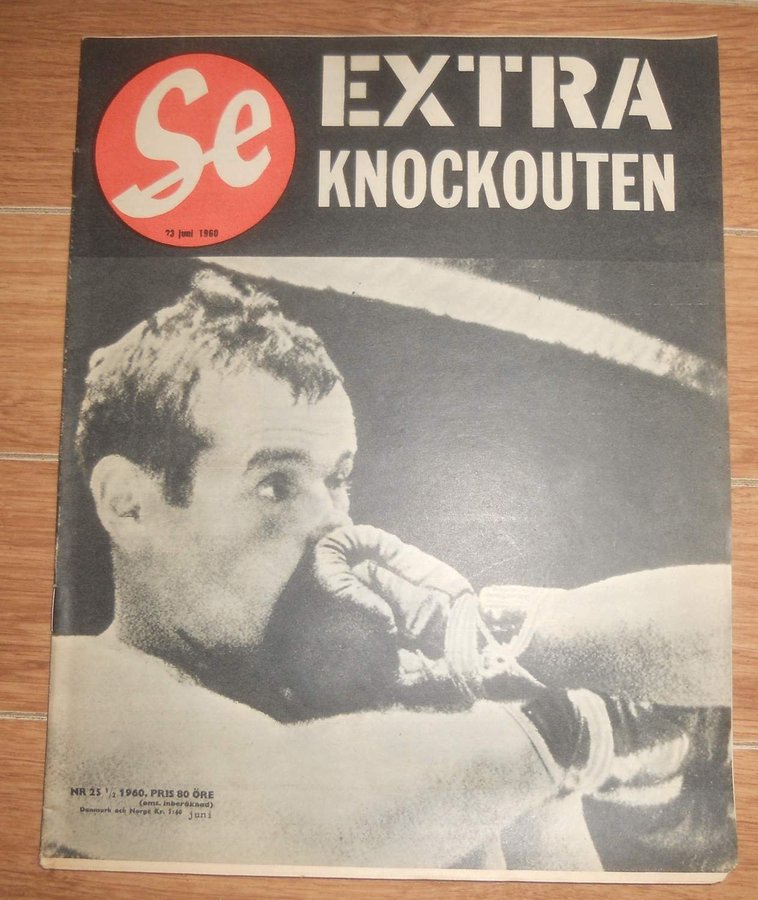 Se
EXTRA
KNOCKOUTEN
23 juni 1960
NR 25 1/2 1960. PRIS 80 ÖRE
(oms. inberäknad)
Danmark och Norge Kr. 1:60 juni